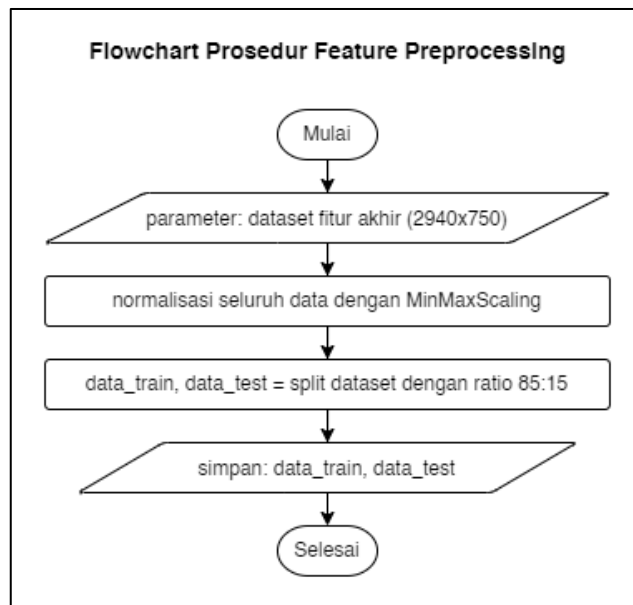 Flowchart Prosedur Feature Preprocessing
Mulai
parameter: dataset fitur akhir (2940x750)
normalisasi seluruh data dengan MinMaxScaling
data_train, data_test = split dataset dengan ratio 85:15
simpan: data_train, data_test
Selesai